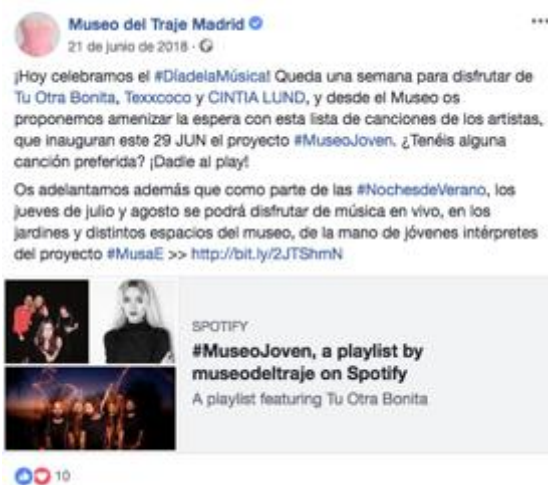 Museo del Traje Madrid
21 de junio de 2018 ·
¡Hoy celebramos el #DíadelaMúsica! Queda una semana para disfrutar de
Tu Otra Bonita, Texxcoco y CINTIA LUND, y desde el Museo os
proponemos amenizar la espera con esta lista de canciones de los artistas,
que inauguran este 29 JUN el proyecto #MuseoJoven. ¿Tenéis alguna
canción preferida? ¡Dadle al play!
Os adelantamos además que como parte de las #NochesdeVerano, los
jueves de julio y agosto se podrá disfrutar de música en vivo, en los
jardines y distintos espacios del museo, de la mano de jóvenes intérpretes
del proyecto #MusaE >> http://bit.ly/2JTShmN
SPOTIFY
#MuseoJoven, a playlist by
museodeltraje on Spotify
A playlist featuring Tu Otra Bonita
10